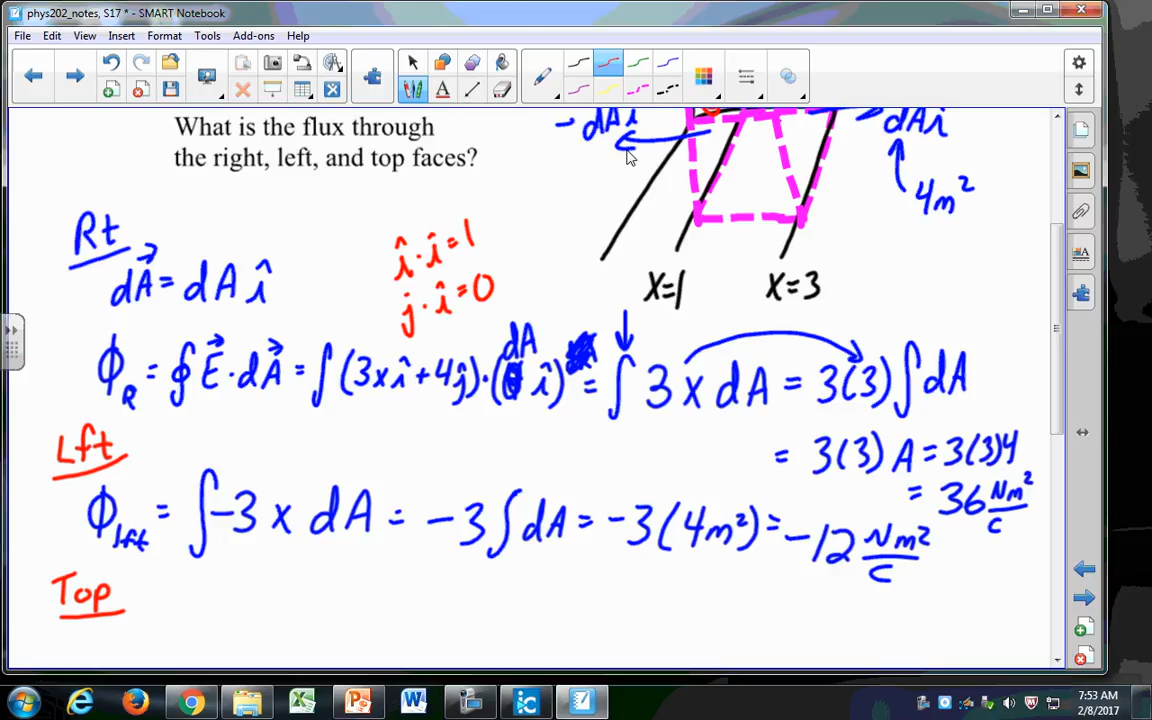 phys202_notes, S17 * - SMART Notebook
File Edit View Insert Format Tools Add-ons Help
What is the flux through
the right, left, and top faces?
- dAî
dAî
4m²
x=1
x=3
Rt
dA⃗ = dA î
î · î = 1
j · î = 0
Φ_R = ∮ E⃗ · dA⃗ = ∫ (3xî + 4ĵ) · (dA î) = ∫ 3 x dA = 3(3) ∫ dA
= 3(3) A = 3(3)4
= 36 Nm²/C
Lft
Φ_lft = ∫ -3 x dA = -3 ∫ dA = -3(4m²) = -12 Nm²/C
Top
7:53 AM
2/8/2017